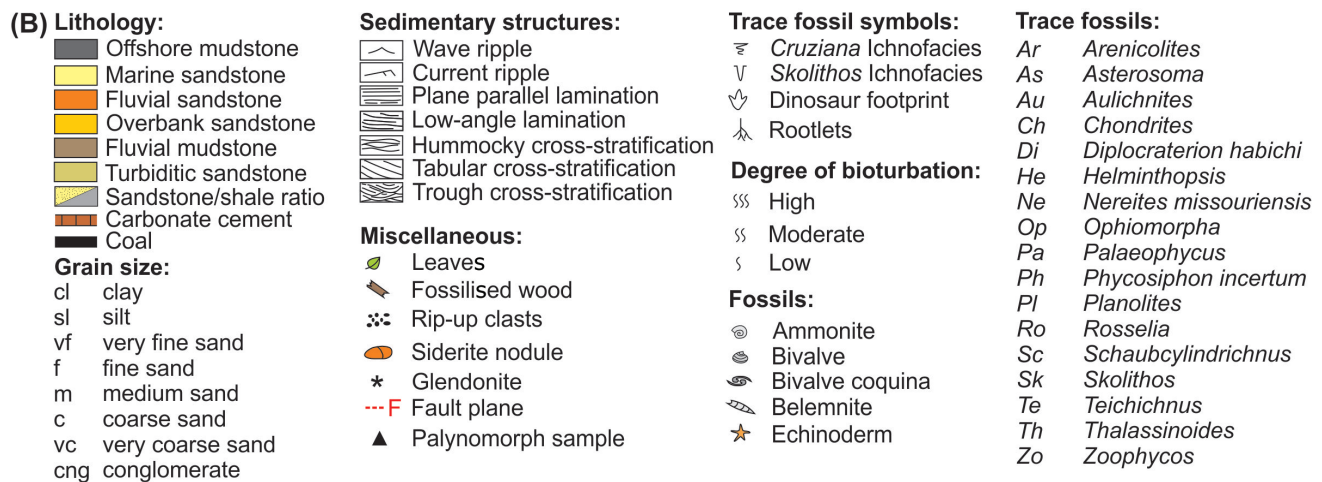 (B) Lithology:
Offshore mudstone
Marine sandstone
Fluvial sandstone
Overbank sandstone
Fluvial mudstone
Turbiditic sandstone
Sandstone/shale ratio
Carbonate cement
Coal
Grain size:
cl clay
sl silt
vf very fine sand
f fine sand
m medium sand
c coarse sand
vc very coarse sand
cng conglomerate
Sedimentary structures:
Wave ripple
Current ripple
Plane parallel lamination
Low-angle lamination
Hummocky cross-stratification
Tabular cross-stratification
Trough cross-stratification
Miscellaneous:
Leaves
Fossilised wood
Rip-up clasts
Siderite nodule
* Glendonite
F Fault plane
Palynomorph sample
Trace fossil symbols:
Cruziana Ichnofacies
Skolithos Ichnofacies
Dinosaur footprint
Rootlets
Degree of bioturbation:
High
Moderate
Low
Fossils:
Ammonite
Bivalve
Bivalve coquina
Belemnite
Echinoderm
Trace fossils:
Ar Arenicolites
As Asterosoma
Au Aulichnites
Ch Chondrites
Di Diplocraterion habichi
He Helminthopsis
Ne Nereites missouriensis
Op Ophiomorpha
Pa Palaeophycus
Ph Phycosiphon incertum
Pl Planolites
Ro Rosselia
Sc Schaubcylindrichnus
Sk Skolithos
Te Teichichnus
Th Thalassinoides
Zo Zoophycos